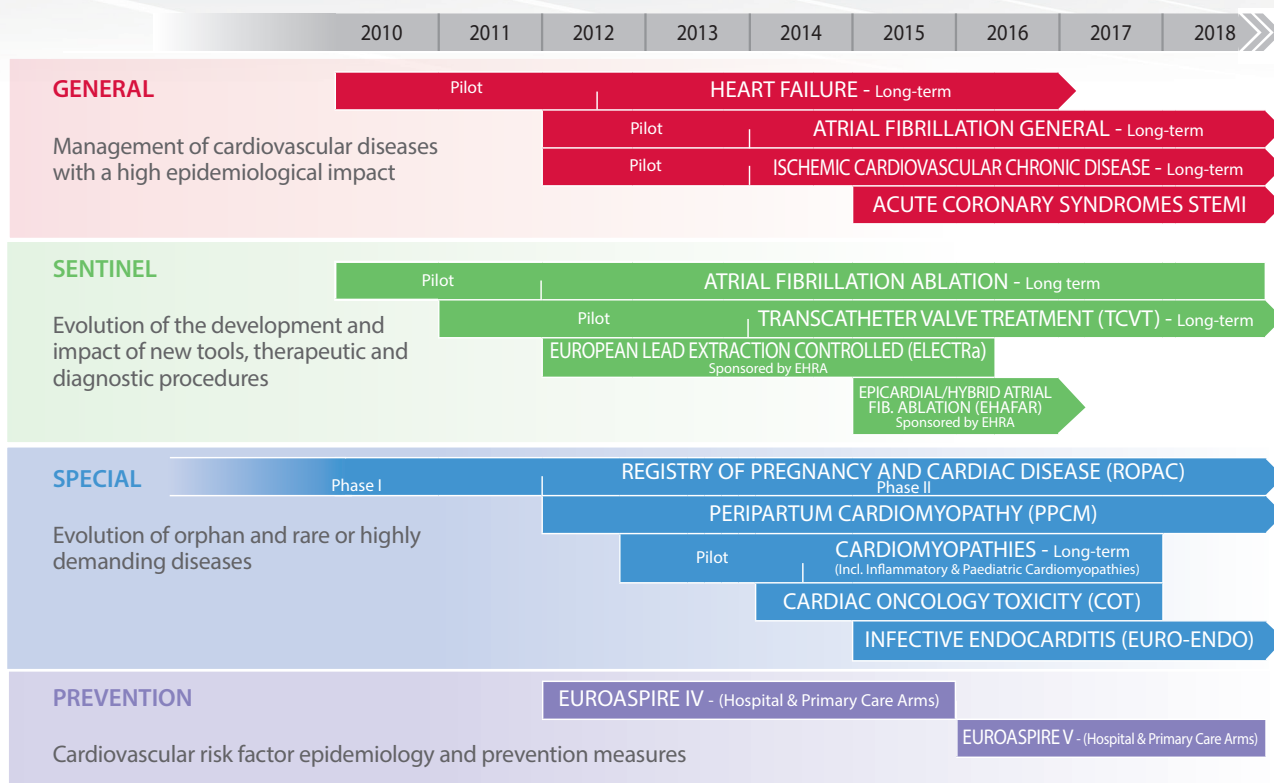 2010 2011 2012 2013 2014 2015 2016 2017 2018
GENERAL
Management of cardiovascular diseases
with a high epidemiological impact
Pilot HEART FAILURE - Long-term
Pilot ATRIAL FIBRILLATION GENERAL - Long-term
Pilot ISCHEMIC CARDIOVASCULAR CHRONIC DISEASE - Long-term
ACUTE CORONARY SYNDROMES STEMI
SENTINEL
Evolution of the development and
impact of new tools, therapeutic and
diagnostic procedures
Pilot ATRIAL FIBRILLATION ABLATION - Long term
Pilot TRANSCATHETER VALVE TREATMENT (TCVT) - Long-term
EUROPEAN LEAD EXTRACTION CONTROLLED (ELECTRa)
Sponsored by EHRA
EPICARDIAL/HYBRID ATRIAL
FIB. ABLATION (EHAFAR)
Sponsored by EHRA
SPECIAL
Evolution of orphan and rare or highly
demanding diseases
Phase I REGISTRY OF PREGNANCY AND CARDIAC DISEASE (ROPAC)
Phase II
PERIPARTUM CARDIOMYOPATHY (PPCM)
Pilot CARDIOMYOPATHIES - Long-term
(Incl. Inflammatory & Paediatric Cardiomyopathies)
CARDIAC ONCOLOGY TOXICITY (COT)
INFECTIVE ENDOCARDITIS (EURO-ENDO)
PREVENTION
Cardiovascular risk factor epidemiology and prevention measures
EUROASPIRE IV - (Hospital & Primary Care Arms)
EUROASPIRE V - (Hospital & Primary Care Arms)